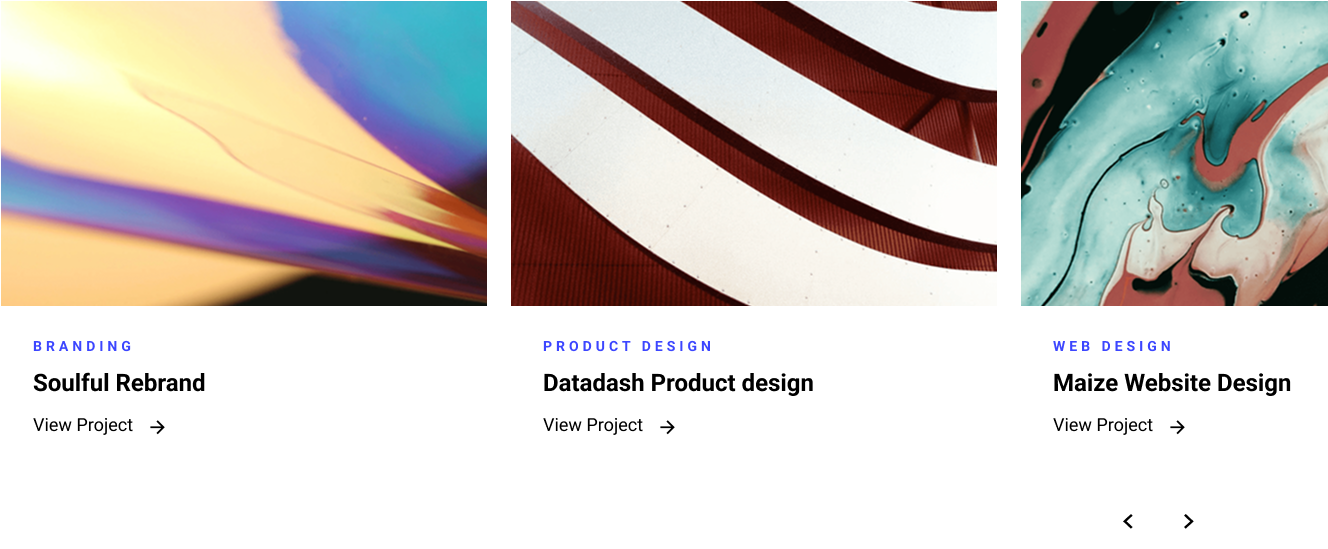 BRANDING
Soulful Rebrand
View Project
PRODUCT DESIGN
Datadash Product design
View Project
WEB DESIGN
Maize Website Design
View Project